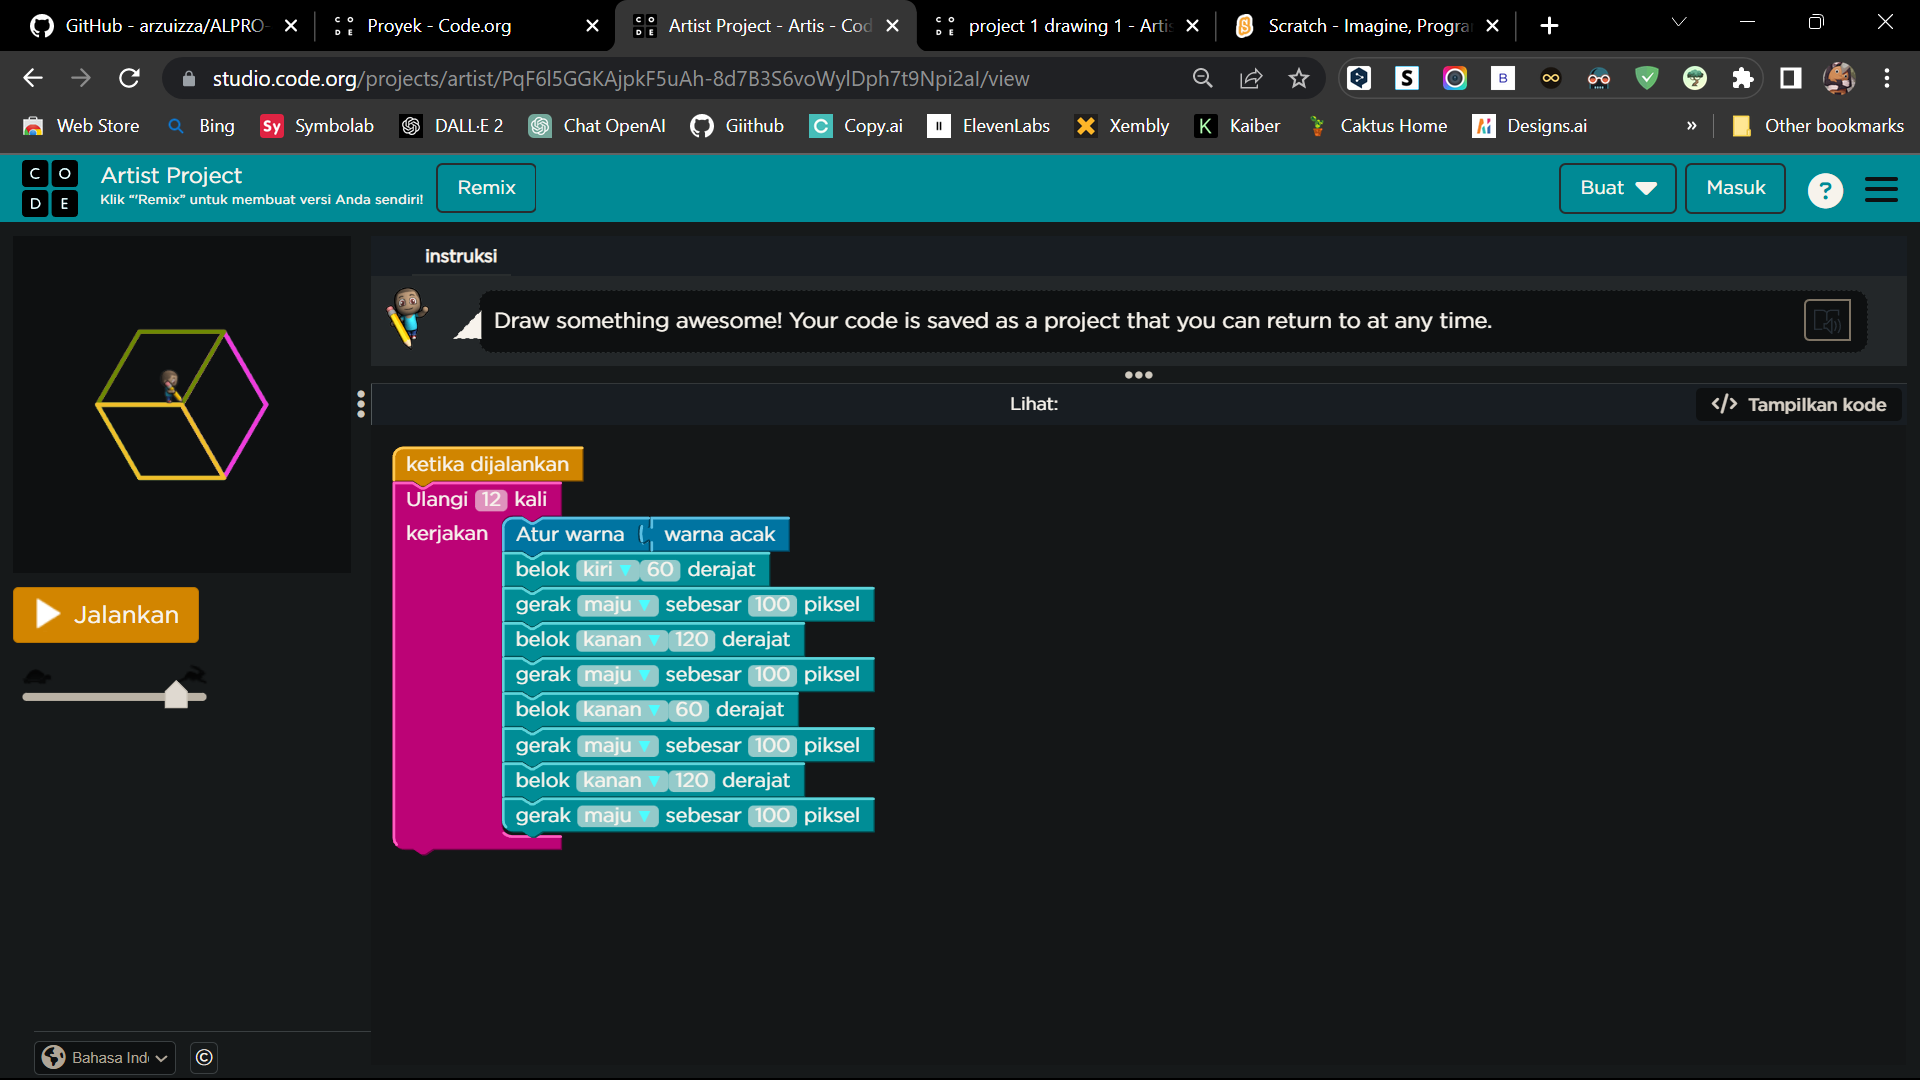 GitHub - arzuizza/ALPRO-
Proyek - Code.org
Artist Project - Artis - Cod
project 1 drawing 1 - Artis
Scratch - Imagine, Progra
studio.code.org/projects/artist/PqF6l5GGKAjpkF5uAh-8d7B3S6voWylDph7t9Npi2aI/view
Web Store
Bing
Sy Symbolab
DALL·E 2
Chat OpenAI
Giithub
C Copy.ai
II ElevenLabs
Xembly
K Kaiber
Caktus Home
Designs.ai
»
Other bookmarks
C O
D E
Artist Project
Klik “"Remix” untuk membuat versi Anda sendiri!
Remix
Buat
Masuk
?
instruksi
Draw something awesome! Your code is saved as a project that you can return to at any time.
Lihat:
</> Tampilkan kode
ketika dijalankan
Ulangi 12 kali
kerjakan
Atur warna warna acak
belok kiri 60 derajat
gerak maju sebesar 100 piksel
belok kanan 120 derajat
gerak maju sebesar 100 piksel
belok kanan 60 derajat
gerak maju sebesar 100 piksel
belok kanan 120 derajat
gerak maju sebesar 100 piksel
Jalankan
Bahasa Ind
©